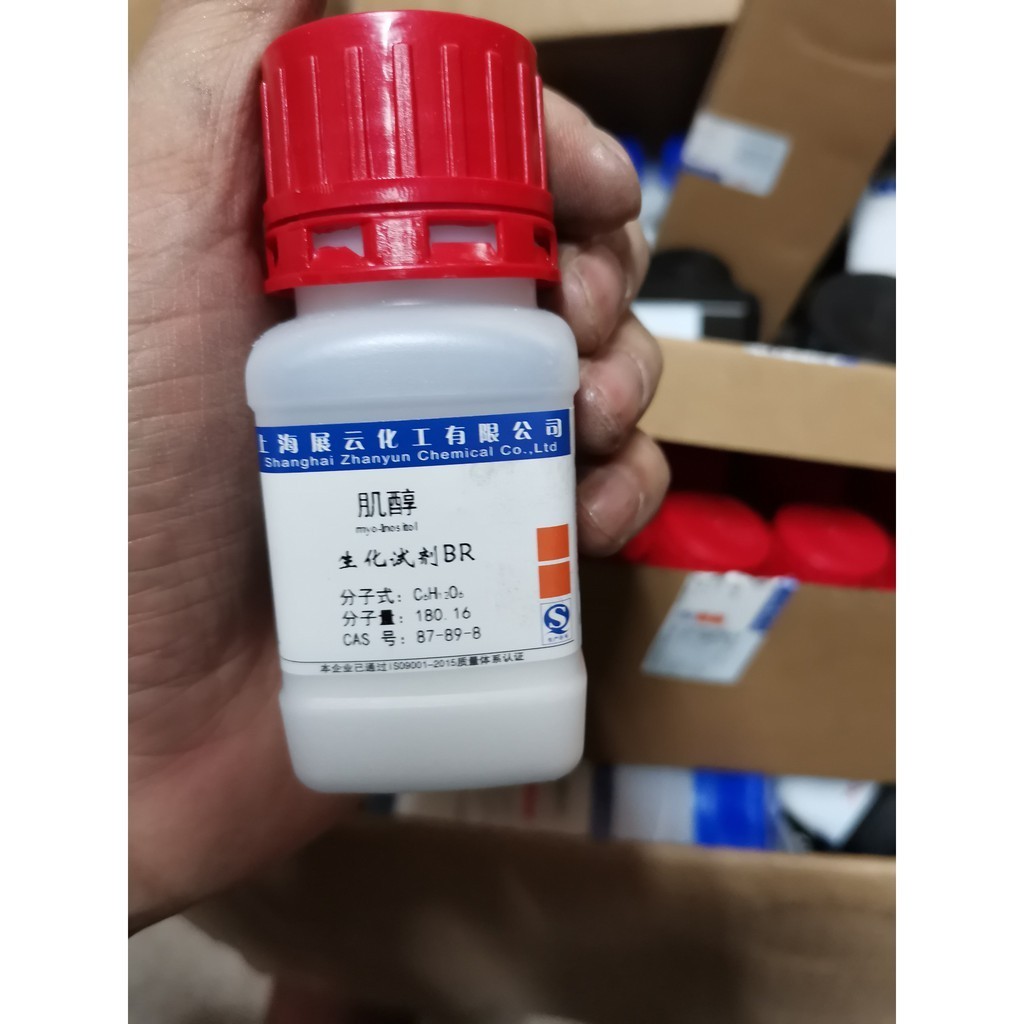 上海展云化工有限公司
Shanghai Zhanyun Chemical Co.,Ltd
肌醇
myo-Inositol
生化试剂BR
分子式：C₆H₁₂O₆
分子量：180.16
CAS 号：87-89-8
本企业已通过ISO9001-2015质量体系认证